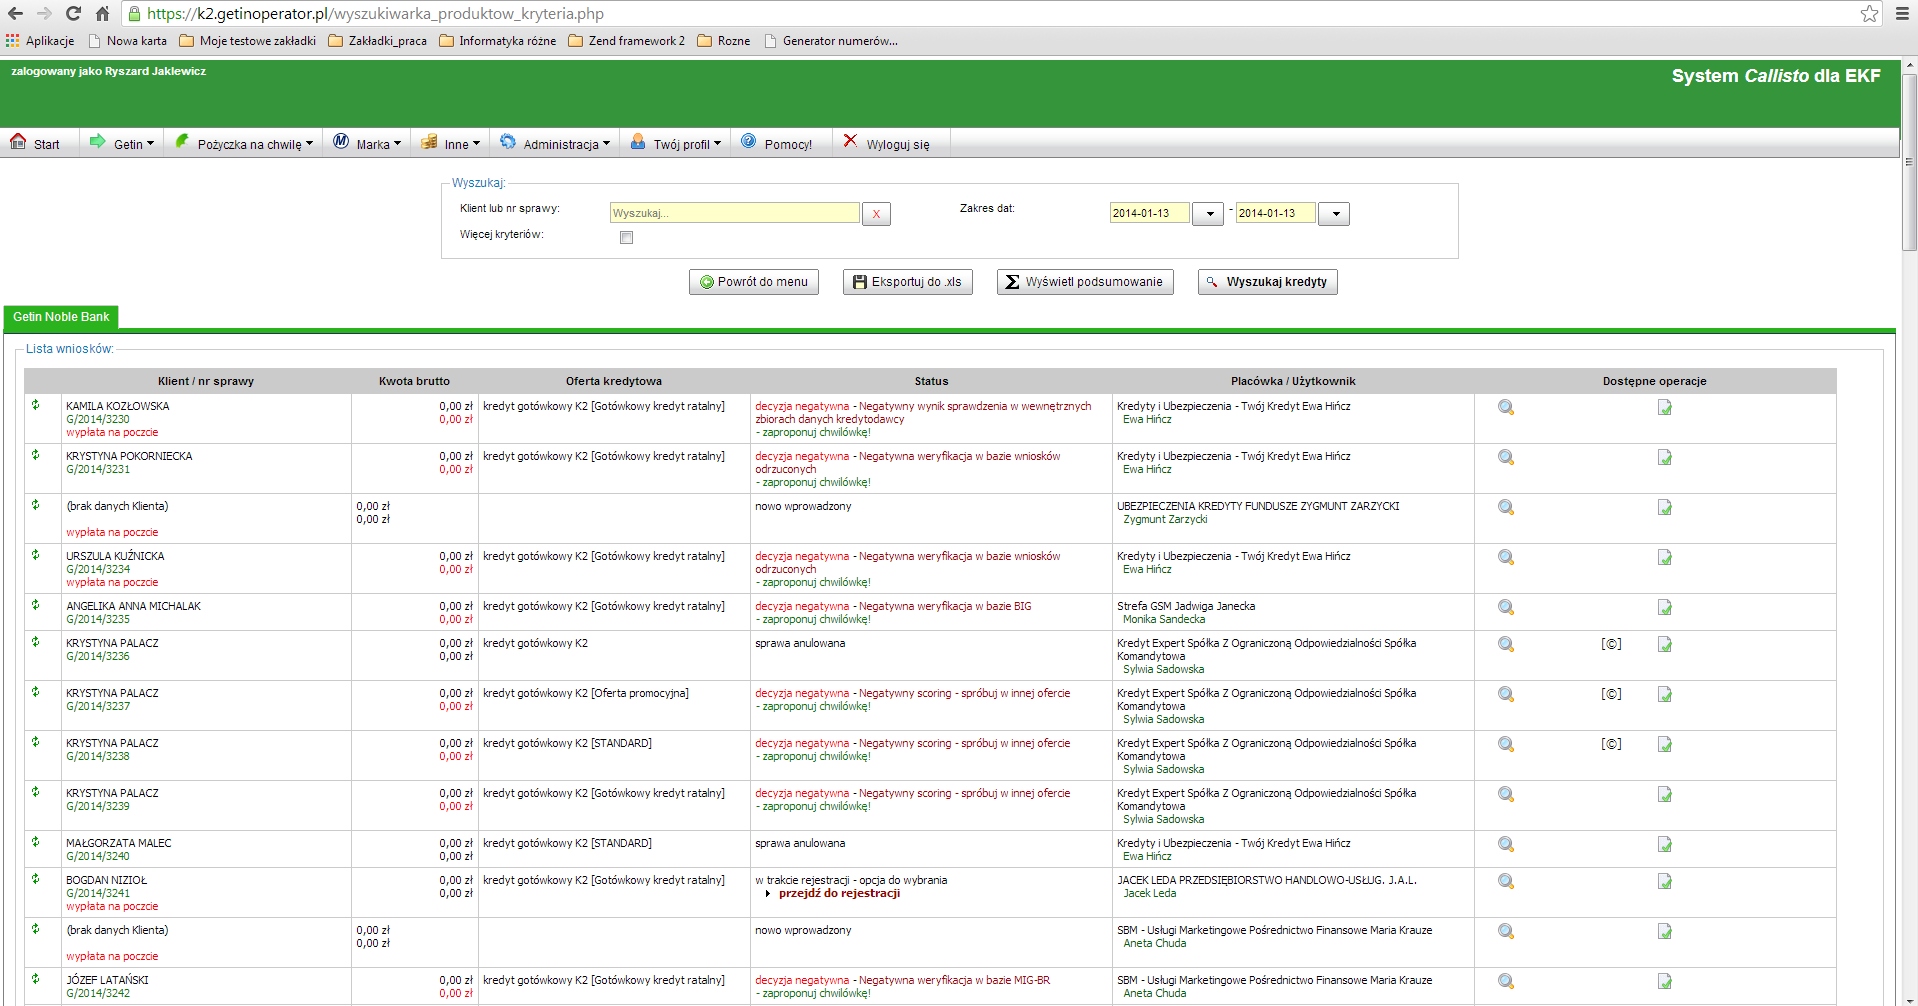 https://k2.getinoperator.pl/wyszukiwarka_produktow_kryteria.php
Aplikacje Nowa karta Moje testowe zakładki Zakładki_praca Informatyka różne Zend framework 2 Rozne Generator numerów...
zalogowany jako Ryszard Jaklewicz
System Callisto dla EKF
Start Getin Pożyczka na chwilę Marka Inne Administracja Twój profil Pomocy! Wyloguj się
Wyszukaj:
Klient lub nr sprawy: Wyszukaj... X Zakres dat: 2014-01-13 - 2014-01-13
Więcej kryteriów:
Powrót do menu Eksportuj do .xls Wyświetl podsumowanie Wyszukaj kredyty
Getin Noble Bank
Lista wniosków:
Klient / nr sprawy Kwota brutto Oferta kredytowa Status Placówka / Użytkownik Dostępne operacje
KAMILA KOZŁOWSKA 0,00 zł kredyt gotówkowy K2 [Gotówkowy kredyt ratalny] decyzja negatywna - Negatywny wynik sprawdzenia w wewnętrznych Kredyty i Ubezpieczenia - Twój Kredyt Ewa Hińcz
G/2014/3230 0,00 zł zbiorach danych kredytodawcy Ewa Hińcz
wypłata na poczcie - zaproponuj chwilówkę!
KRYSTYNA POKORNIECKA 0,00 zł kredyt gotówkowy K2 [Gotówkowy kredyt ratalny] decyzja negatywna - Negatywna weryfikacja w bazie wniosków Kredyty i Ubezpieczenia - Twój Kredyt Ewa Hińcz
G/2014/3231 0,00 zł odrzuconych Ewa Hińcz
- zaproponuj chwilówkę!
(brak danych Klienta) 0,00 zł nowo wprowadzony UBEZPIECZENIA KREDYTY FUNDUSZE ZYGMUNT ZARZYCKI
0,00 zł Zygmunt Zarzycki
wypłata na poczcie
URSZULA KUŹNICKA 0,00 zł kredyt gotówkowy K2 [Gotówkowy kredyt ratalny] decyzja negatywna - Negatywna weryfikacja w bazie wniosków Kredyty i Ubezpieczenia - Twój Kredyt Ewa Hińcz
G/2014/3234 0,00 zł odrzuconych Ewa Hińcz
wypłata na poczcie - zaproponuj chwilówkę!
ANGELIKA ANNA MICHALAK 0,00 zł kredyt gotówkowy K2 [Gotówkowy kredyt ratalny] decyzja negatywna - Negatywna weryfikacja w bazie BIG Strefa GSM Jadwiga Janecka
G/2014/3235 0,00 zł - zaproponuj chwilówkę! Monika Sandecka
KRYSTYNA PALACZ 0,00 zł kredyt gotówkowy K2 sprawa anulowana Kredyt Expert Spółka Z Ograniczoną Odpowiedzialności Spółka [©]
G/2014/3236 0,00 zł Komandytowa
Sylwia Sadowska
KRYSTYNA PALACZ 0,00 zł kredyt gotówkowy K2 [Oferta promocyjna] decyzja negatywna - Negatywny scoring - spróbuj w innej ofercie Kredyt Expert Spółka Z Ograniczoną Odpowiedzialności Spółka [©]
G/2014/3237 0,00 zł - zaproponuj chwilówkę! Komandytowa
Sylwia Sadowska
KRYSTYNA PALACZ 0,00 zł kredyt gotówkowy K2 [STANDARD] decyzja negatywna - Negatywny scoring - spróbuj w innej ofercie Kredyt Expert Spółka Z Ograniczoną Odpowiedzialności Spółka [©]
G/2014/3238 0,00 zł - zaproponuj chwilówkę! Komandytowa
Sylwia Sadowska
KRYSTYNA PALACZ 0,00 zł kredyt gotówkowy K2 [Gotówkowy kredyt ratalny] decyzja negatywna - Negatywny scoring - spróbuj w innej ofercie Kredyt Expert Spółka Z Ograniczoną Odpowiedzialności Spółka
G/2014/3239 0,00 zł - zaproponuj chwilówkę! Komandytowa
Sylwia Sadowska
MAŁGORZATA MALEC 0,00 zł kredyt gotówkowy K2 [STANDARD] sprawa anulowana Kredyty i Ubezpieczenia - Twój Kredyt Ewa Hińcz
G/2014/3240 0,00 zł Ewa Hińcz
BOGDAN NIZIOŁ 0,00 zł kredyt gotówkowy K2 [Gotówkowy kredyt ratalny] w trakcie rejestracji - opcja do wybrania JACEK LEDA PRZEDSIĘBIORSTWO HANDLOWO-USŁUG. J.A.L.
G/2014/3241 0,00 zł przejdź do rejestracji Jacek Leda
wypłata na poczcie
(brak danych Klienta) 0,00 zł nowo wprowadzony SBM - Usługi Marketingowe Pośrednictwo Finansowe Maria Krauze
0,00 zł Aneta Chuda
wypłata na poczcie
JÓZEF LATAŃSKI 0,00 zł kredyt gotówkowy K2 [Gotówkowy kredyt ratalny] decyzja negatywna - Negatywna weryfikacja w bazie MIG-BR SBM - Usługi Marketingowe Pośrednictwo Finansowe Maria Krauze
G/2014/3242 0,00 zł - zaproponuj chwilówkę! Aneta Chuda